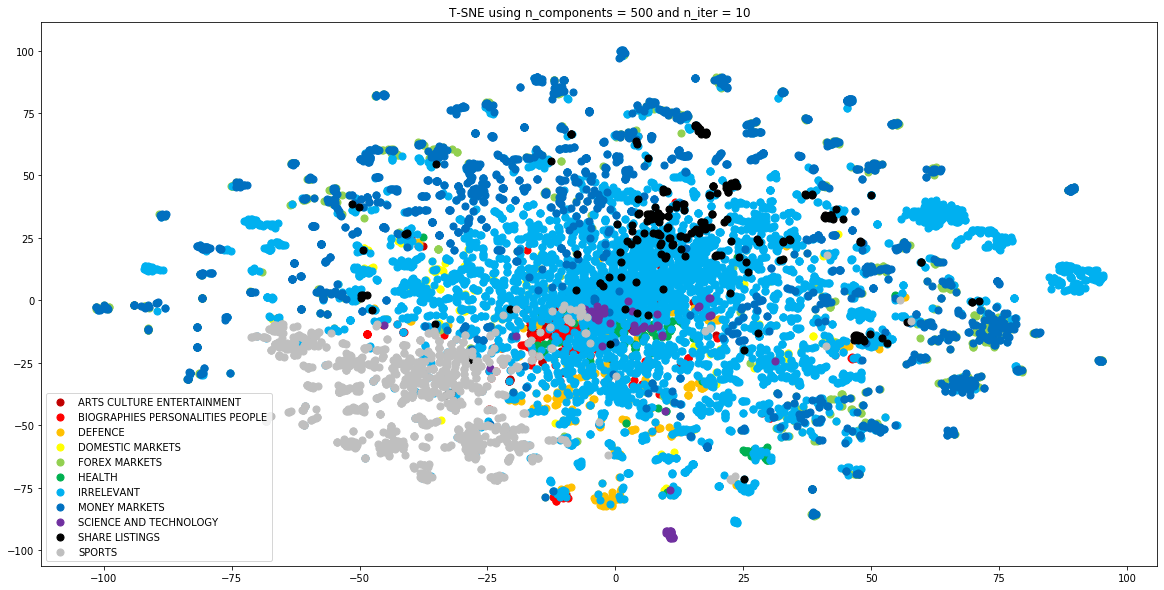 T-SNE using n_components = 500 and n_iter = 10
100
75
50
25
0
−25
−50
−75
−100
ARTS CULTURE ENTERTAINMENT
BIOGRAPHIES PERSONALITIES PEOPLE
DEFENCE
DOMESTIC MARKETS
FOREX MARKETS
HEALTH
IRRELEVANT
MONEY MARKETS
SCIENCE AND TECHNOLOGY
SHARE LISTINGS
SPORTS
−100 −75 −50 −25 0 25 50 75 100